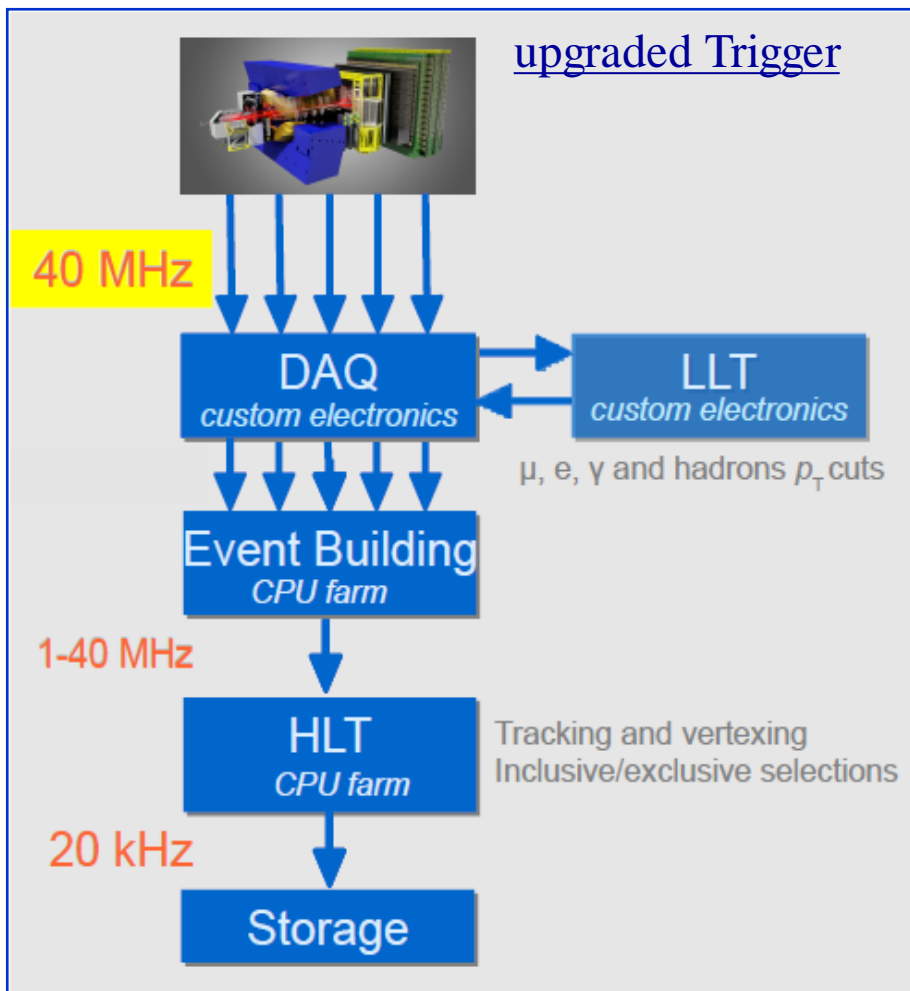 upgraded Trigger
40 MHz
DAQ
custom electronics
LLT
custom electronics
μ, e, γ and hadrons pT cuts
Event Building
CPU farm
1-40 MHz
HLT
CPU farm
Tracking and vertexing
Inclusive/exclusive selections
20 kHz
Storage